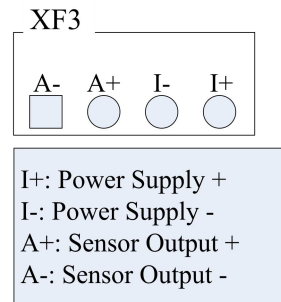 XF3
A- A+ I- I+
I+: Power Supply +
I-: Power Supply -
A+: Sensor Output +
A-: Sensor Output -